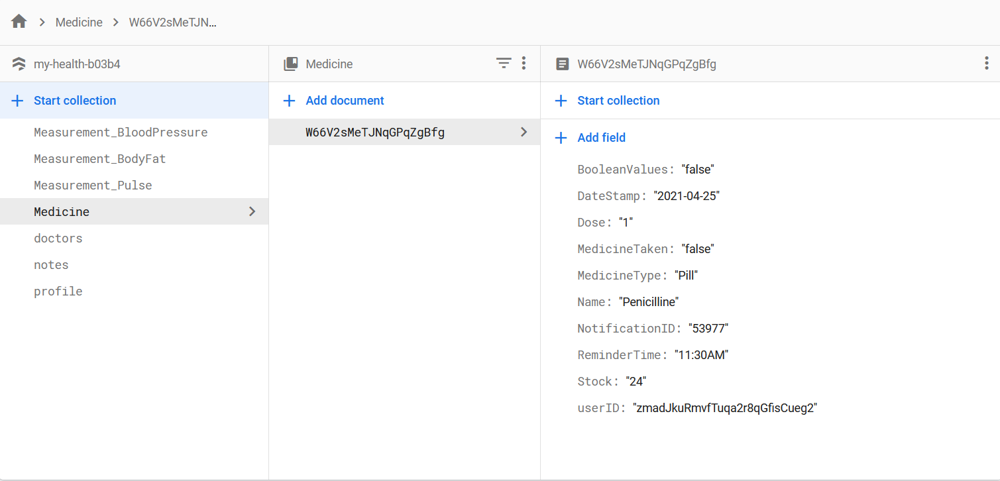 Medicine
W66V2sMeTJN...
my-health-b03b4
Start collection
Measurement_BloodPressure
Measurement_BodyFat
Measurement_Pulse
Medicine
doctors
notes
profile
Medicine
Add document
W66V2sMeTJNqGPqZgBfg
W66V2sMeTJNqGPqZgBfg
Start collection
Add field
BooleanValues: "false"
DateStamp: "2021-04-25"
Dose: "1"
MedicineTaken: "false"
MedicineType: "Pill"
Name: "Penicilline"
NotificationID: "53977"
ReminderTime: "11:30AM"
Stock: "24"
userID: "zmadJkuRmvfTuqa2r8qGfisCueg2"